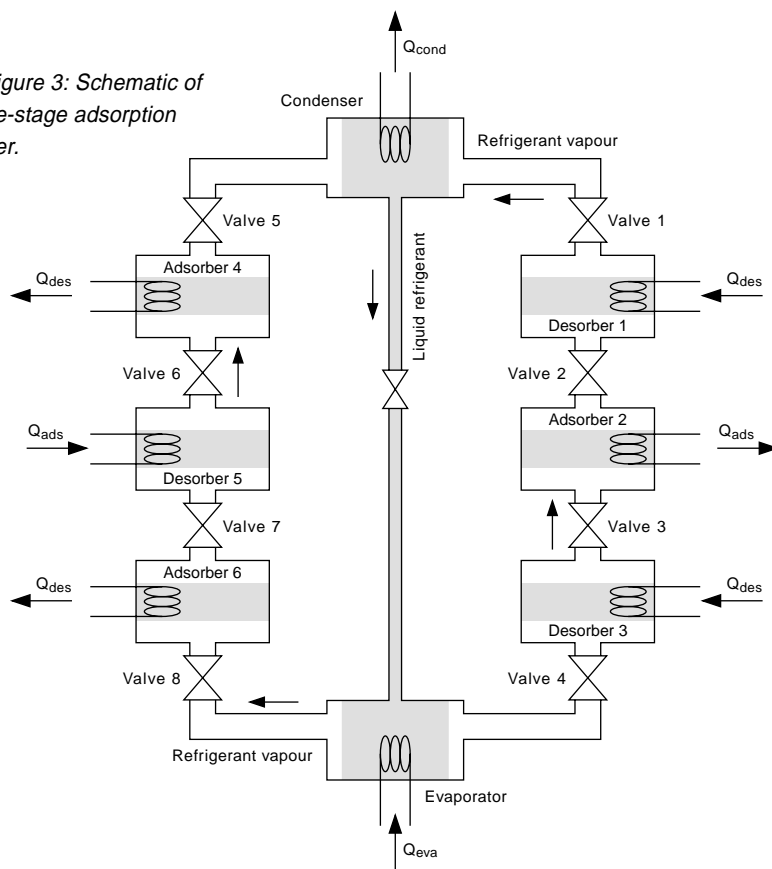 Qcond
igure 3: Schematic of
e-stage adsorption
er.
Condenser
Refrigerant vapour
Valve 5
Valve 1
Adsorber 4
Qdes
Qdes
Desorber 1
Liquid refrigerant
Valve 6
Valve 2
Adsorber 2
Qads
Qads
Desorber 5
Valve 7
Valve 3
Adsorber 6
Qdes
Qdes
Desorber 3
Valve 8
Valve 4
Refrigerant vapour
Evaporator
Qeva